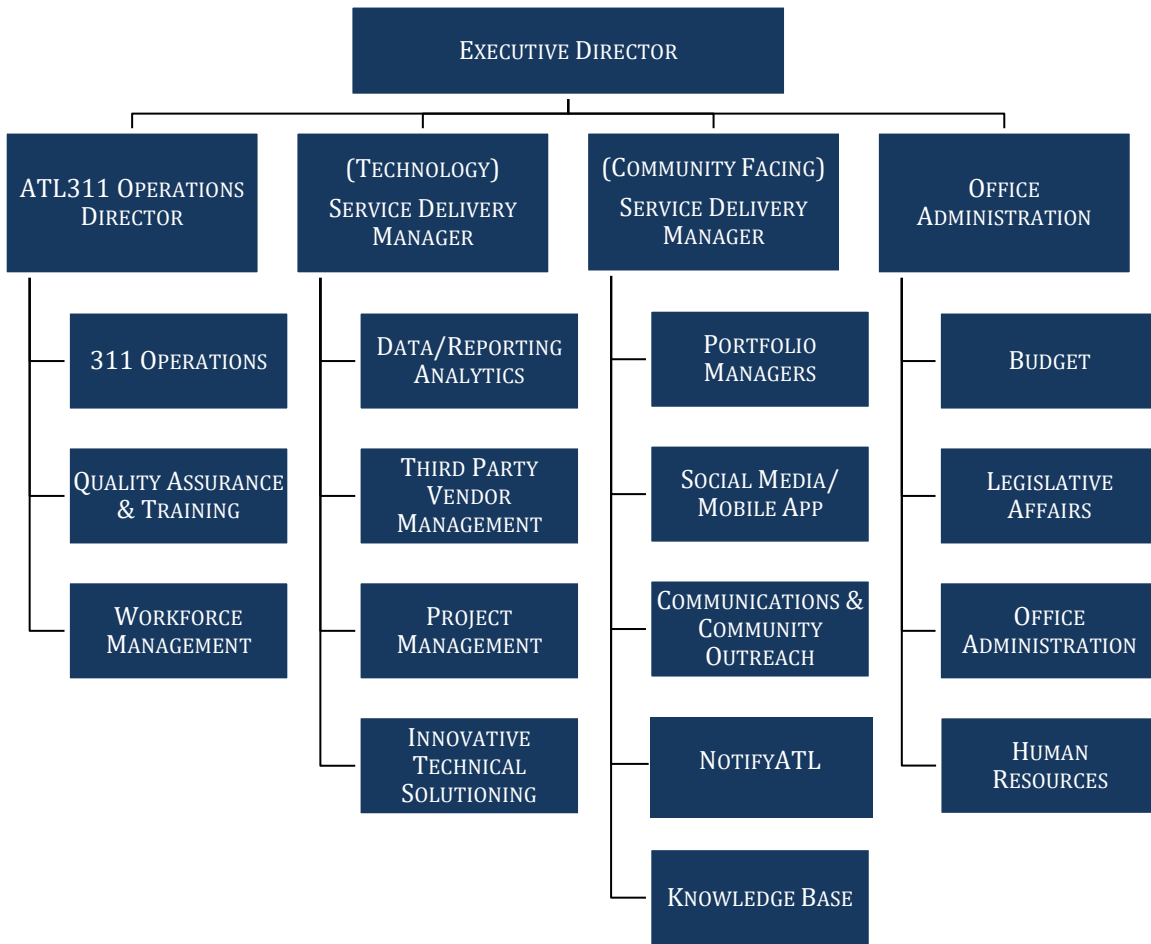 EXECUTIVE DIRECTOR
ATL311 OPERATIONS
DIRECTOR
311 OPERATIONS
QUALITY ASSURANCE
& TRAINING
WORKFORCE
MANAGEMENT
(TECHNOLOGY)
SERVICE DELIVERY
MANAGER
DATA/REPORTING
ANALYTICS
THIRD PARTY
VENDOR
MANAGEMENT
PROJECT
MANAGEMENT
INNOVATIVE
TECHNICAL
SOLUTIONING
(COMMUNITY FACING)
SERVICE DELIVERY
MANAGER
PORTFOLIO
MANAGERS
SOCIAL MEDIA/
MOBILE APP
COMMUNICATIONS &
COMMUNITY
OUTREACH
NOTIFYATL
KNOWLEDGE BASE
OFFICE
ADMINISTRATION
BUDGET
LEGISLATIVE
AFFAIRS
OFFICE
ADMINISTRATION
HUMAN
RESOURCES